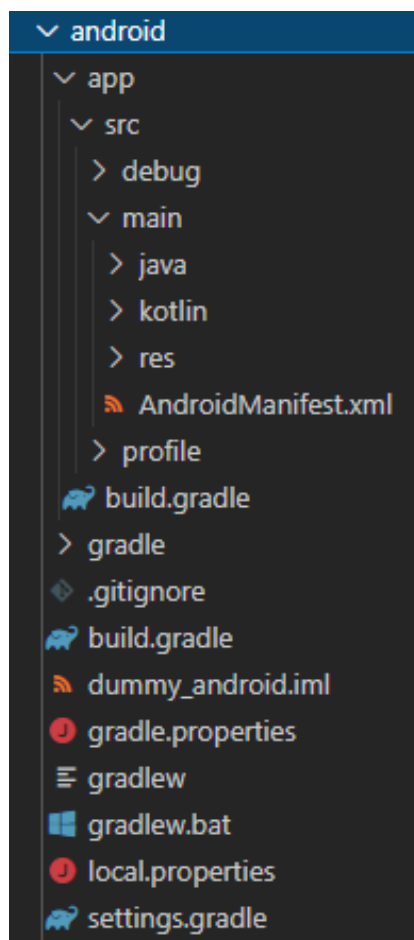 android
app
src
debug
main
java
kotlin
res
AndroidManifest.xml
profile
build.gradle
gradle
.gitignore
build.gradle
dummy_android.iml
gradle.properties
gradlew
gradlew.bat
local.properties
settings.gradle